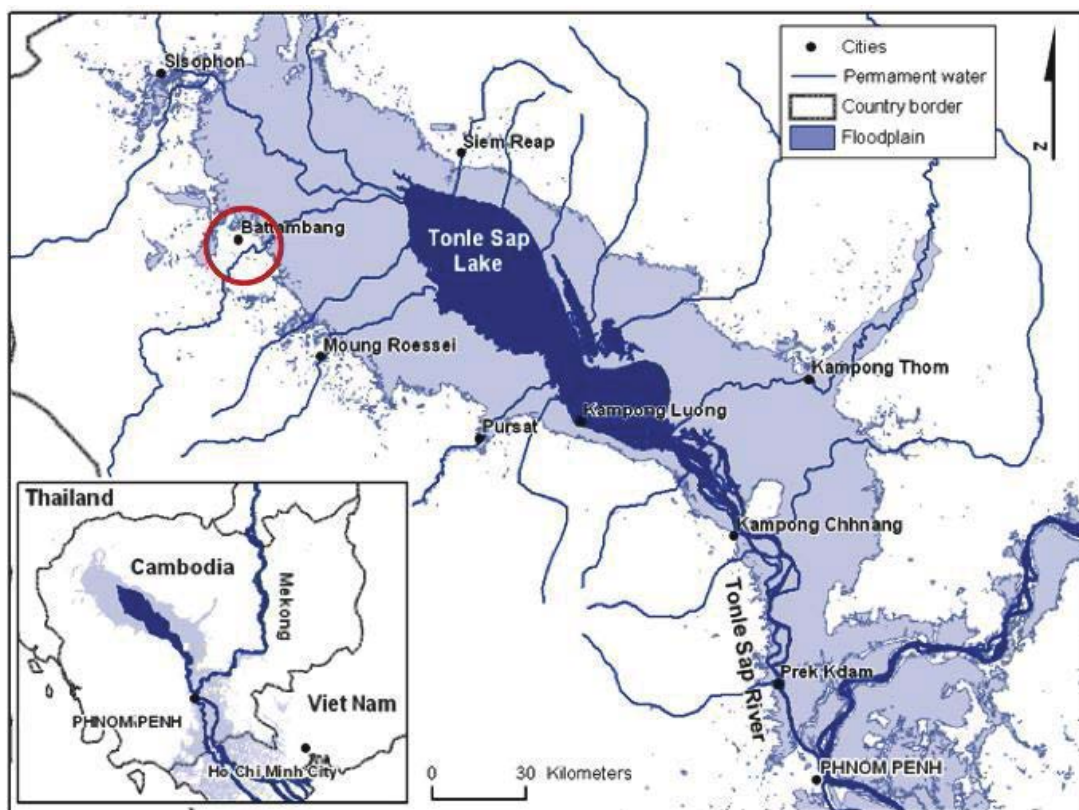 Sisophon
Siem Reap
Battambang
Tonle Sap
Lake
Moung Roessei
Kampong Thom
Kampong Luong
Pursat
Kampong Chhnang
Tonle Sap River
Prek Kdam
PHNOM PENH
Cities
Permament water
Country border
Floodplain
N
Thailand
Cambodia
Mekong
Viet Nam
PHNOM PENH
Ho Chi Minh City
0 30 Kilometers